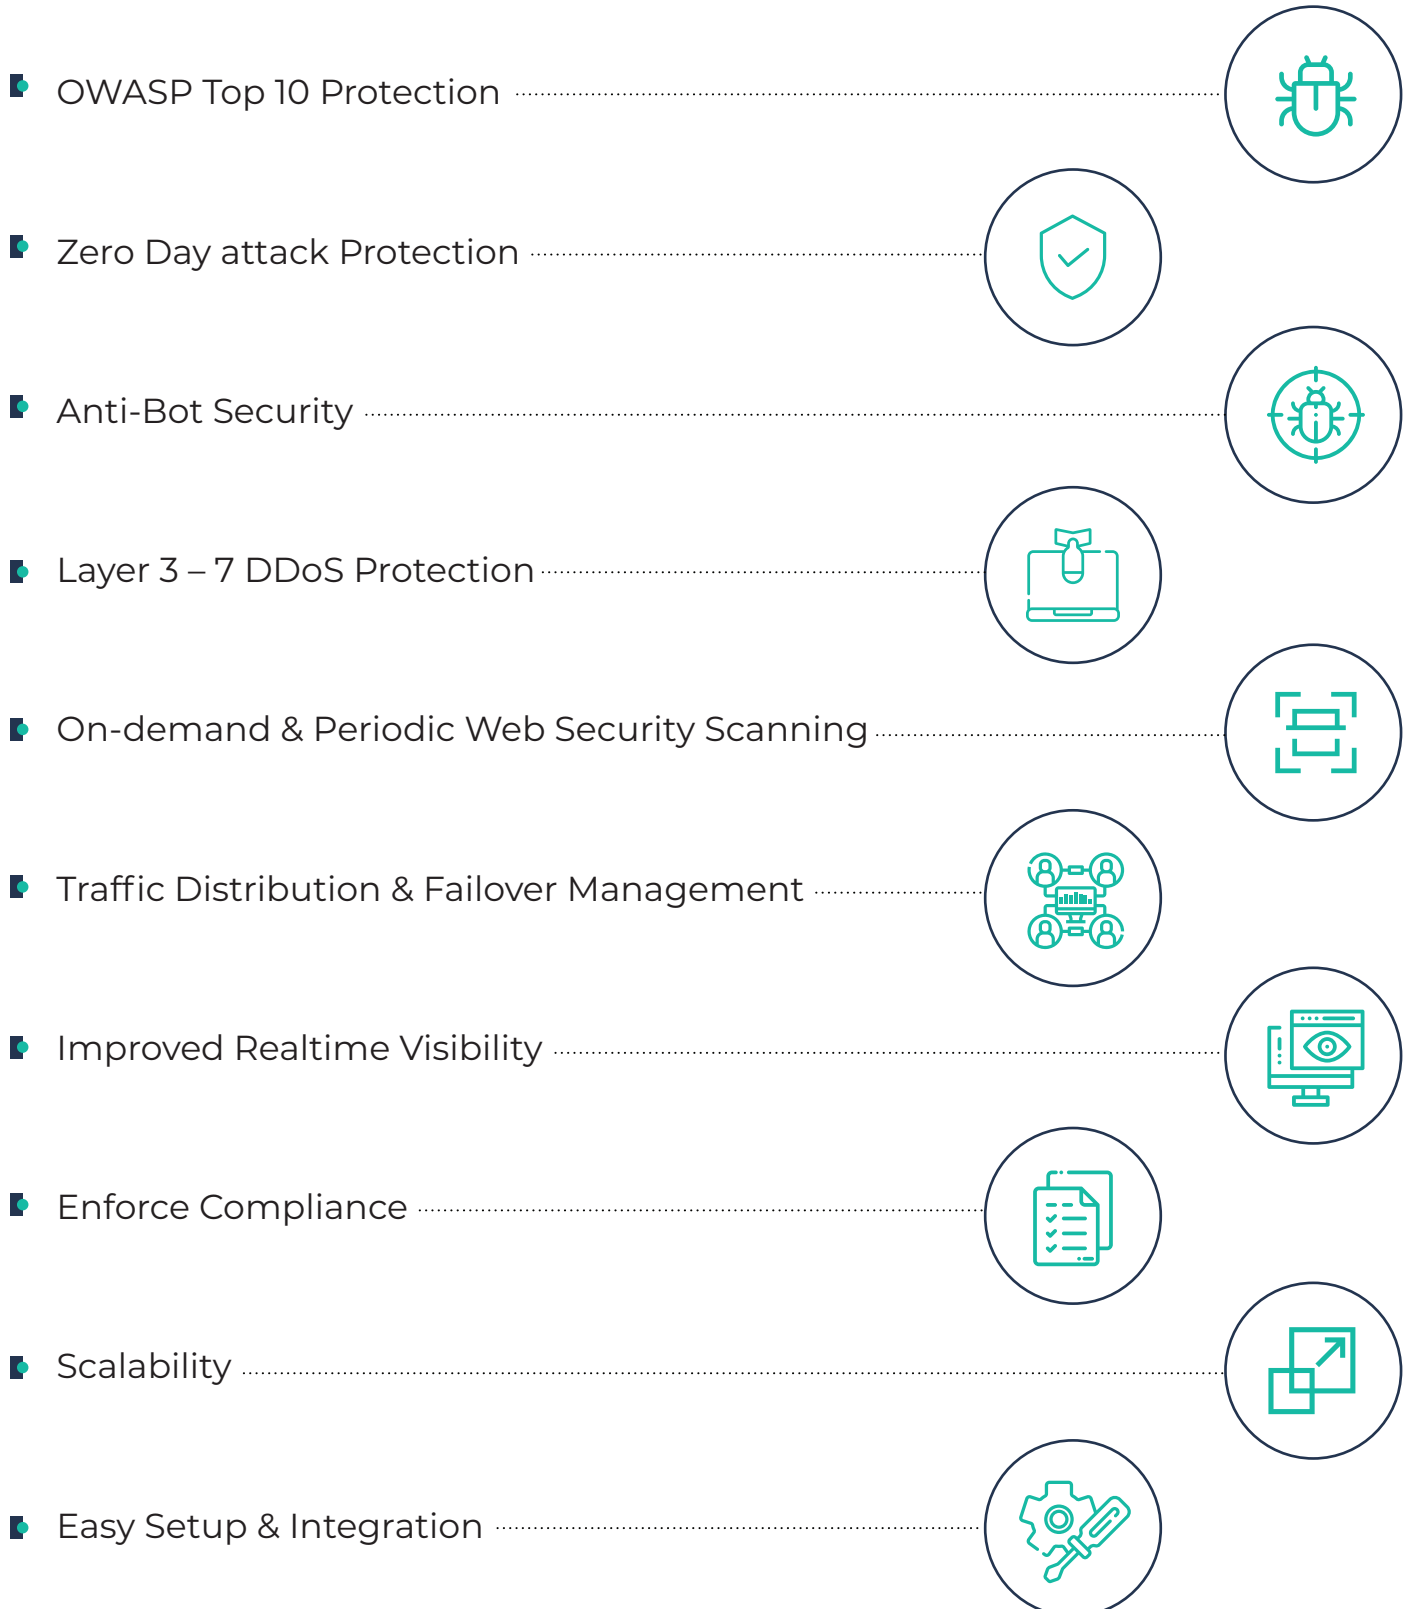 OWASP Top 10 Protection
Zero Day attack Protection
Anti-Bot Security
Layer 3 – 7 DDoS Protection
On-demand & Periodic Web Security Scanning
Traffic Distribution & Failover Management
Improved Realtime Visibility
Enforce Compliance
Scalability
Easy Setup & Integration